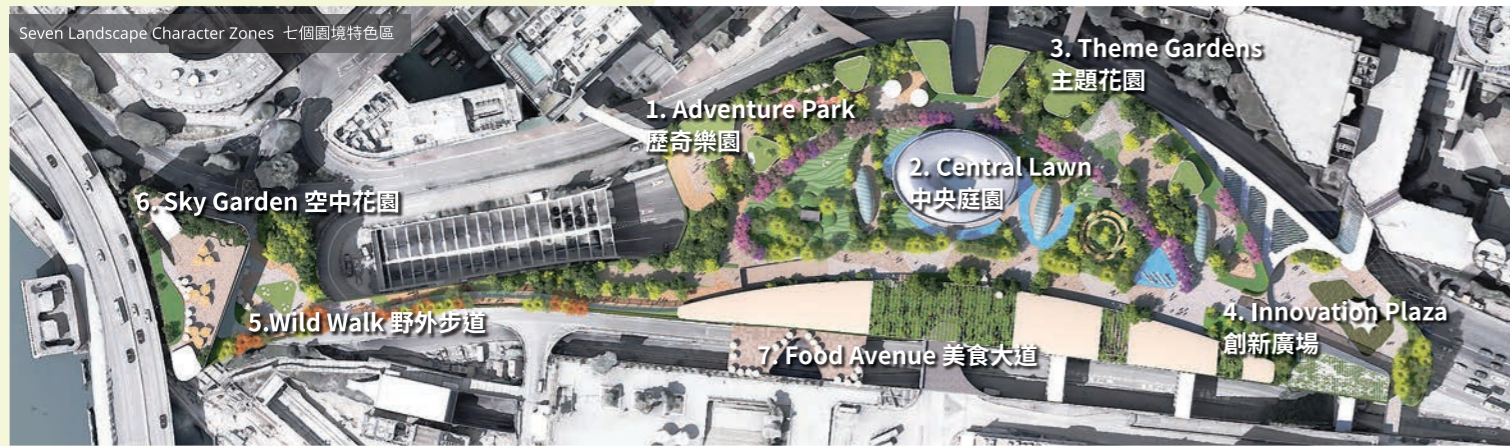 Seven Landscape Character Zones 七個園境特色區
3. Theme Gardens
主題花園
1. Adventure Park
歷奇樂園
2. Central Lawn
中央庭園
6. Sky Garden 空中花園
4. Innovation Plaza
創新廣場
5.Wild Walk 野外步道
7. Food Avenue 美食大道